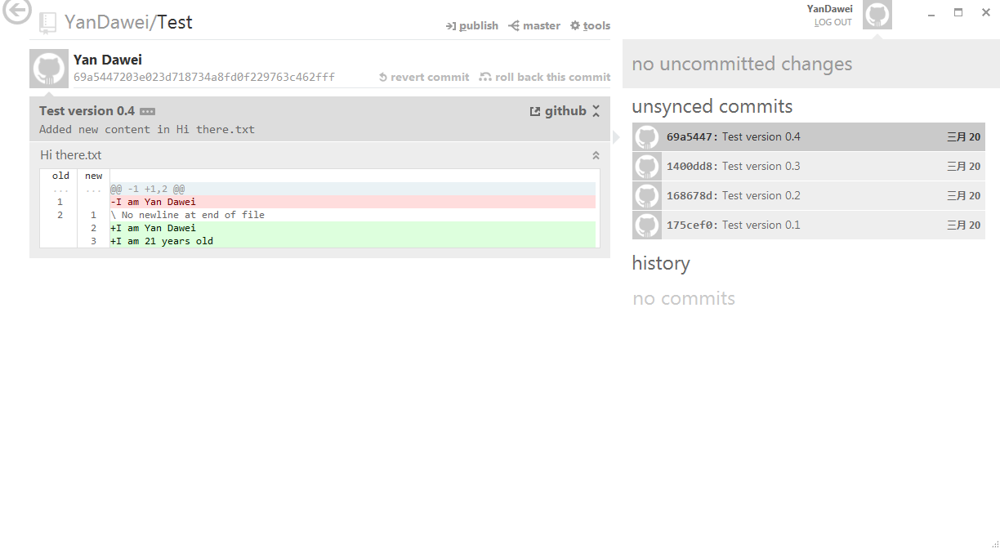 YanDawei/Test
publish master tools
YanDawei
LOG OUT
Yan Dawei
69a5447203e023d718734a8fd0f229763c462fff
revert commit roll back this commit
Test version 0.4
github
Added new content in Hi there.txt
Hi there.txt
old new
... ... @@ -1 +1,2 @@
1 -I am Yan Dawei
2 1 \ No newline at end of file
2 +I am Yan Dawei
3 +I am 21 years old
no uncommitted changes
unsynced commits
69a5447: Test version 0.4 三月 20
1400dd8: Test version 0.3 三月 20
168678d: Test version 0.2 三月 20
175cef0: Test version 0.1 三月 20
history
no commits